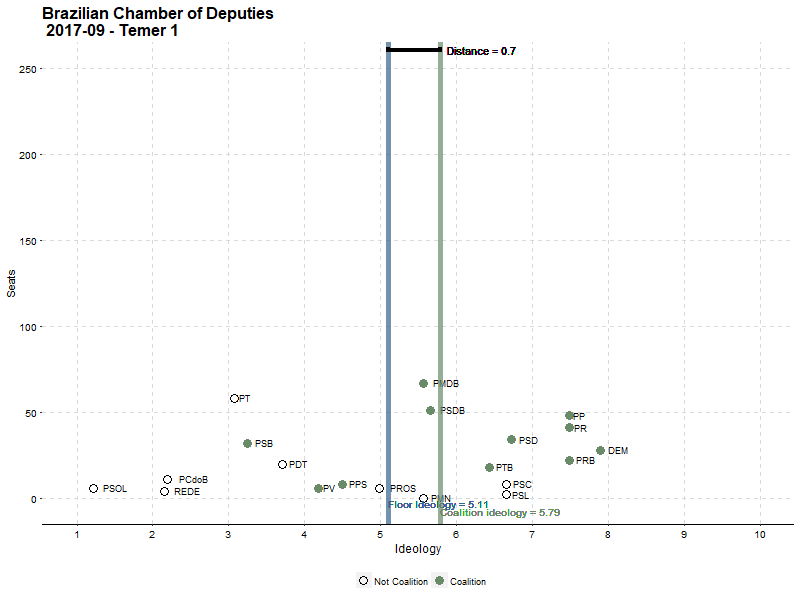 Brazilian Chamber of Deputies
2017-09 - Temer 1
Distance = 0.7
250
200
150
100
50
0
Seats
PMDB
PT
PSDB
PP
PR
PSB
PSD
DEM
PDT
PRB
PTB
PCdoB
PSOL
REDE
PV
PPS
PROS
PSC
PSL
PMN
Floor Ideology = 5.11
Coalition ideology = 5.79
1 2 3 4 5 6 7 8 9 10
Ideology
Not Coalition Coalition